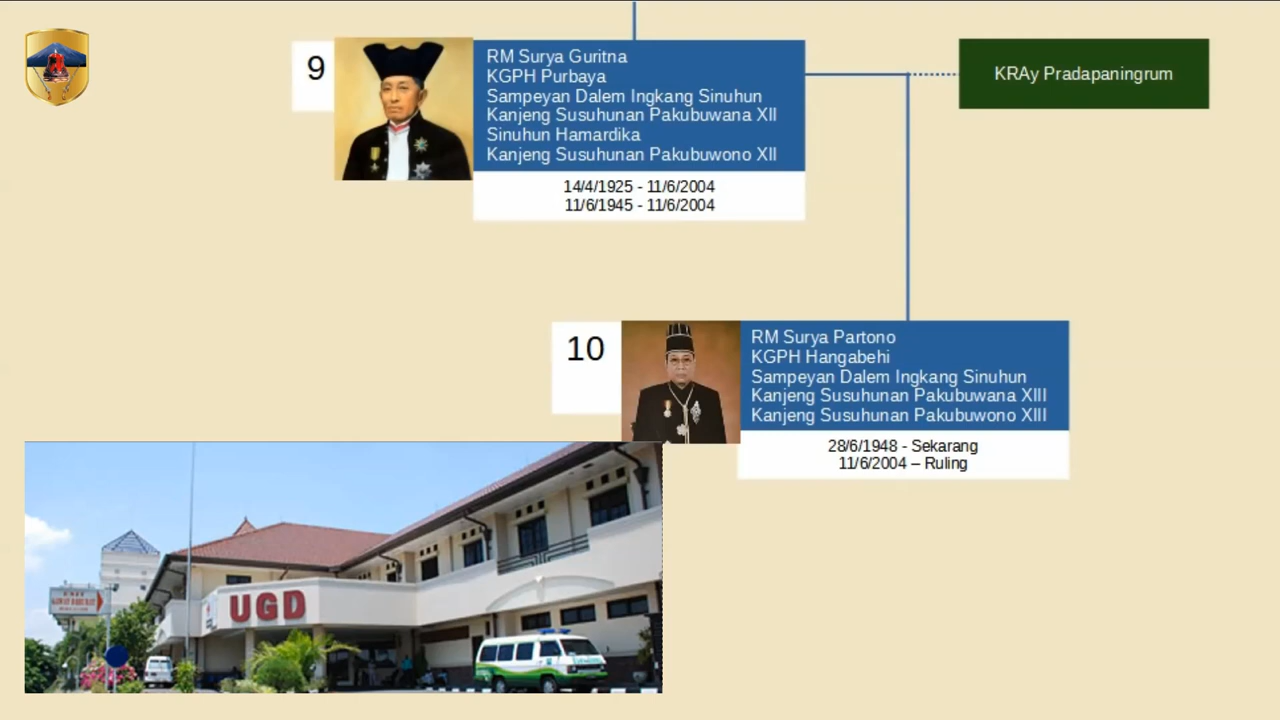 9
RM Surya Guritna
KGPH Purbaya
Sampeyan Dalem Ingkang Sinuhun
Kanjeng Susuhunan Pakubuwana XII
Sinuhun Hamardika
Kanjeng Susuhunan Pakubuwono XII
14/4/1925 - 11/6/2004
11/6/1945 - 11/6/2004
KRAy Pradapaningrum
10
RM Surya Partono
KGPH Hangabehi
Sampeyan Dalem Ingkang Sinuhun
Kanjeng Susuhunan Pakubuwana XIII
Kanjeng Susuhunan Pakubuwono XIII
28/6/1948 - Sekarang
11/6/2004 – Ruling
UGD